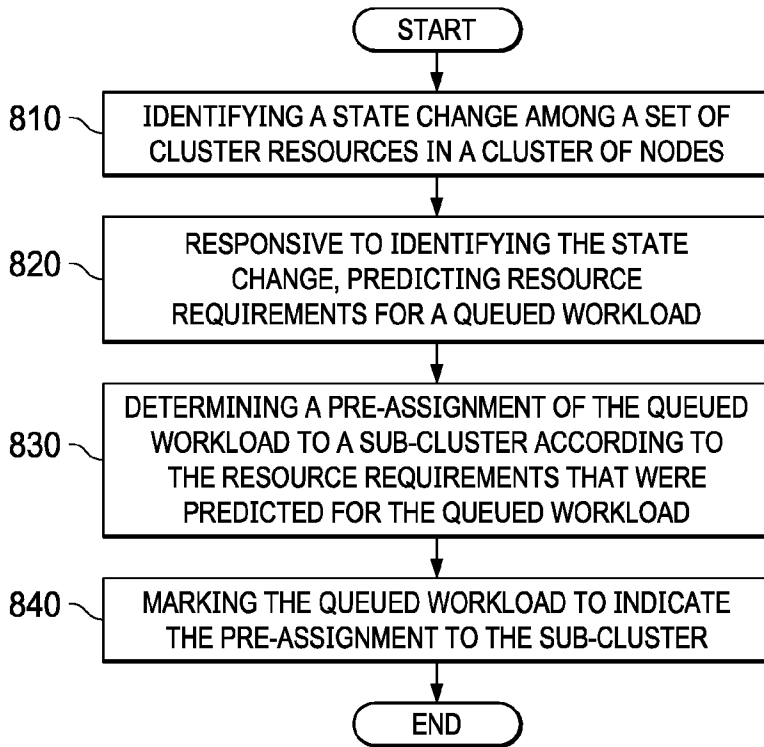 START
810
IDENTIFYING A STATE CHANGE AMONG A SET OF
CLUSTER RESOURCES IN A CLUSTER OF NODES
820
RESPONSIVE TO IDENTIFYING THE STATE
CHANGE, PREDICTING RESOURCE
REQUIREMENTS FOR A QUEUED WORKLOAD
830
DETERMINING A PRE-ASSIGNMENT OF THE QUEUED
WORKLOAD TO A SUB-CLUSTER ACCORDING TO
THE RESOURCE REQUIREMENTS THAT WERE
PREDICTED FOR THE QUEUED WORKLOAD
840
MARKING THE QUEUED WORKLOAD TO INDICATE
THE PRE-ASSIGNMENT TO THE SUB-CLUSTER
END